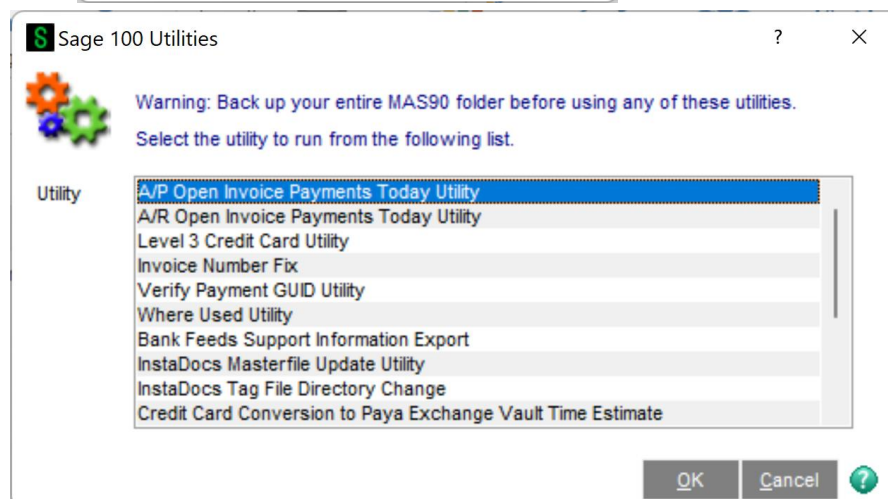 S Sage 100 Utilities ? ×
Warning: Back up your entire MAS90 folder before using any of these utilities.
Select the utility to run from the following list.
Utility
A/P Open Invoice Payments Today Utility
A/R Open Invoice Payments Today Utility
Level 3 Credit Card Utility
Invoice Number Fix
Verify Payment GUID Utility
Where Used Utility
Bank Feeds Support Information Export
InstaDocs Masterfile Update Utility
InstaDocs Tag File Directory Change
Credit Card Conversion to Paya Exchange Vault Time Estimate
OK Cancel ?